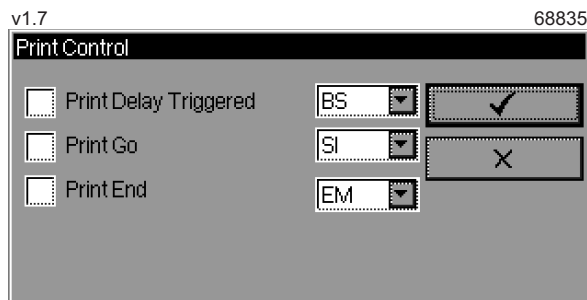 v1.7 68835
Print Control
Print Delay Triggered BS
Print Go SI
Print End EM